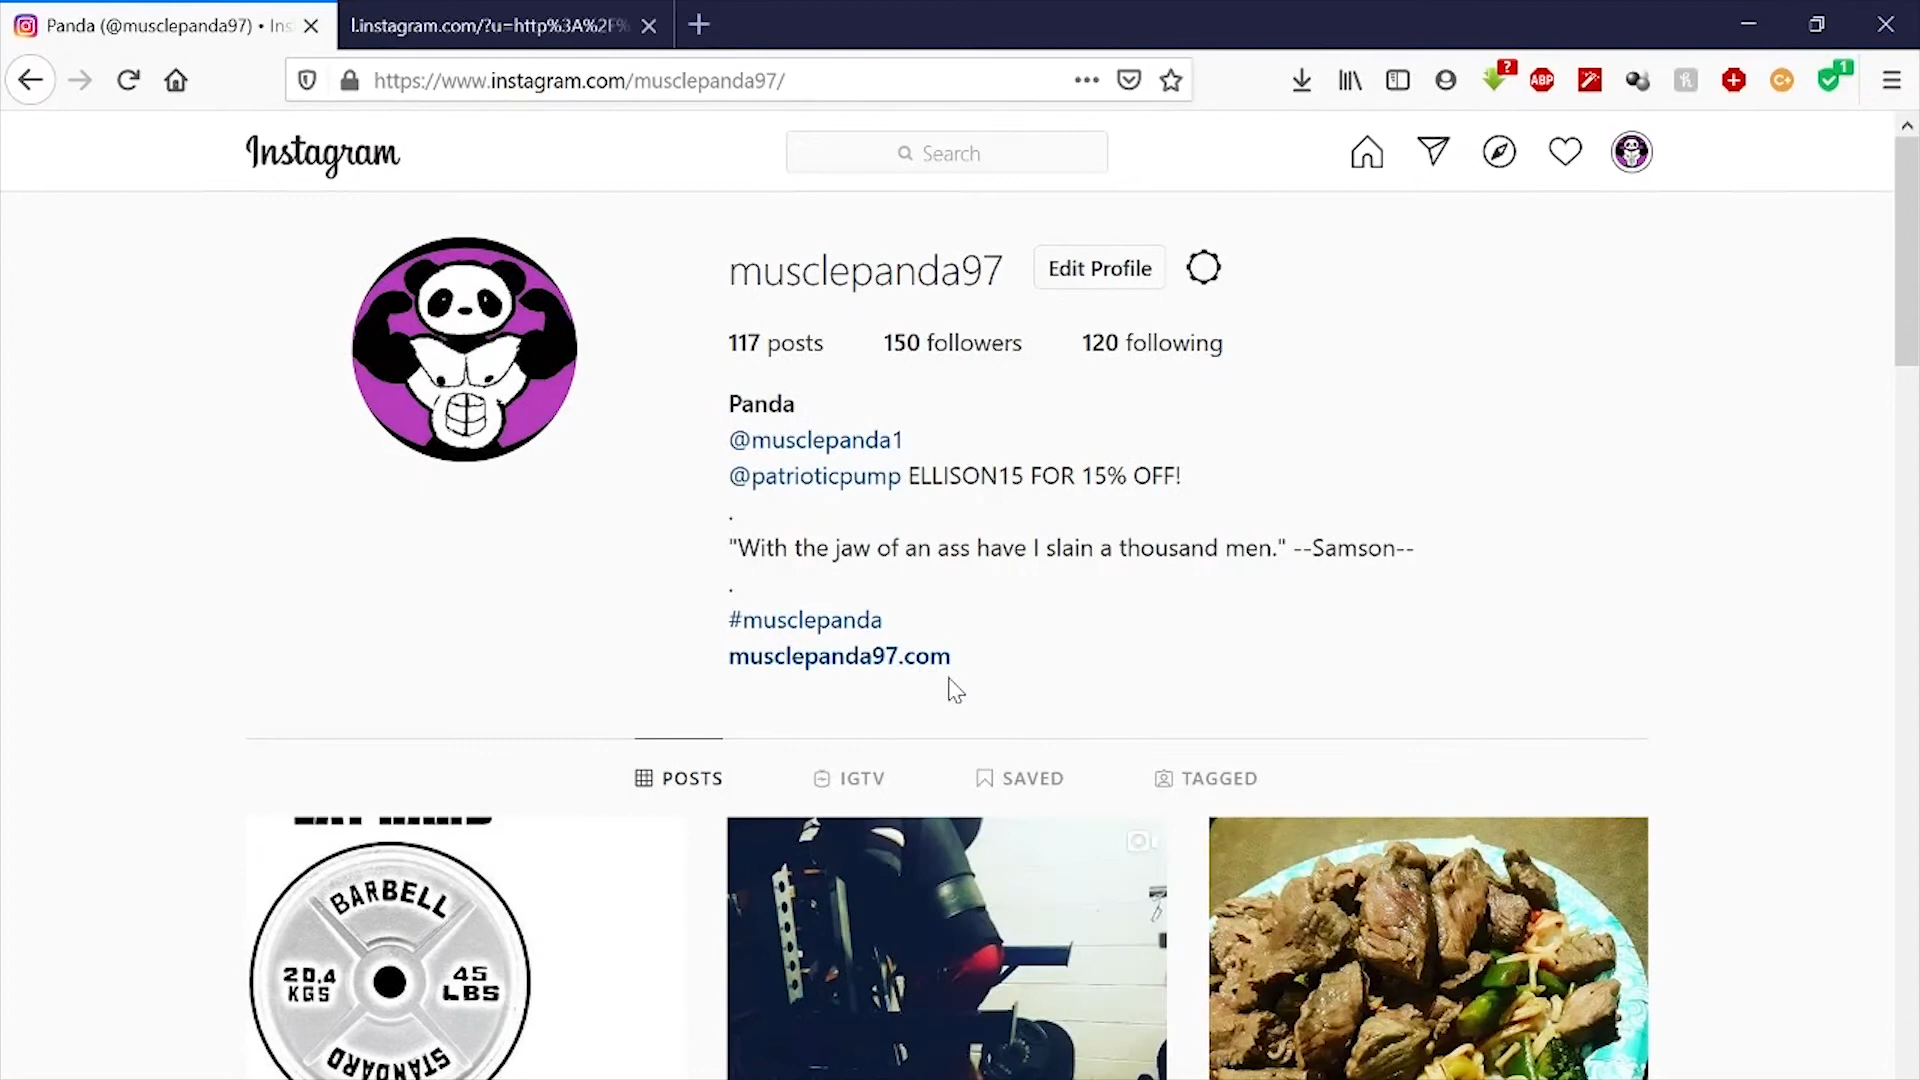 Panda (@musclepanda97) • Ins
l.instagram.com/?u=http%3A%2F%
https://www.instagram.com/musclepanda97/
?
ABP
C+
1
Instagram
Search
musclepanda97
Edit Profile
117 posts
150 followers
120 following
Panda
@musclepanda1
@patrioticpump ELLISON15 FOR 15% OFF!
.
"With the jaw of an ass have I slain a thousand men." --Samson--
.
#musclepanda
musclepanda97.com
POSTS
IGTV
SAVED
TAGGED
BARBELL
20.4 KGS
45 LBS
STANDARD